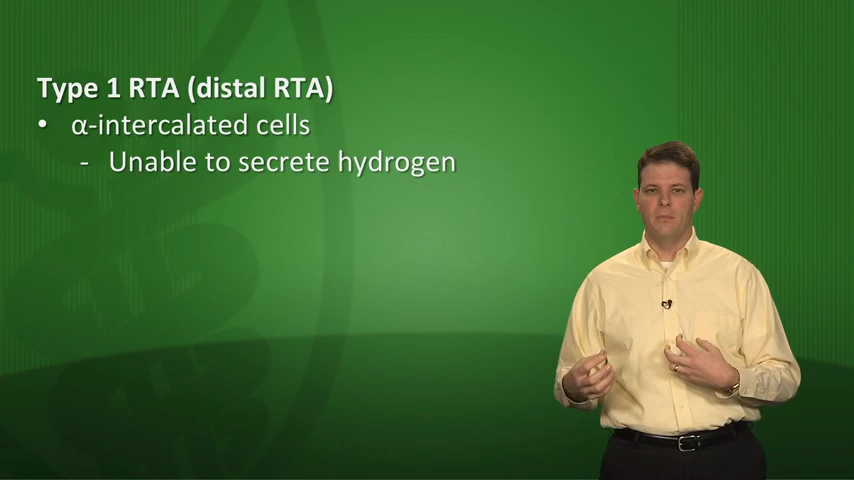 Type 1 RTA (distal RTA)
• α-intercalated cells
- Unable to secrete hydrogen